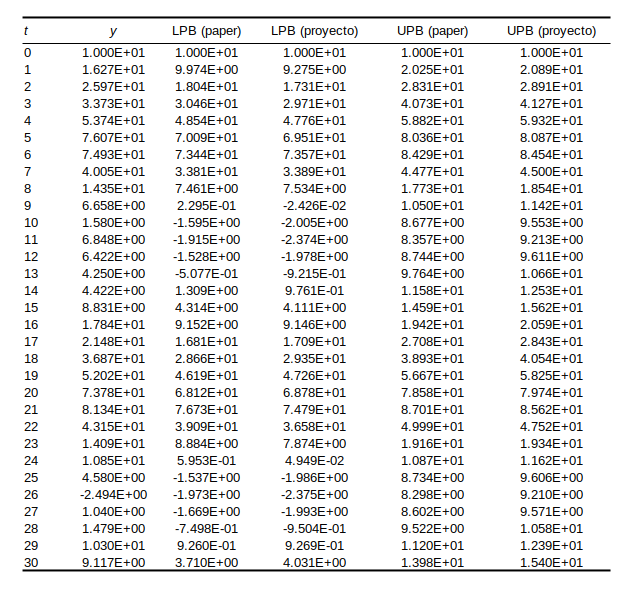 t y LPB (paper) LPB (proyecto) UPB (paper) UPB (proyecto)
0 1.000E+01 1.000E+01 1.000E+01 1.000E+01 1.000E+01
1 1.627E+01 9.974E+00 9.275E+00 2.025E+01 2.089E+01
2 2.597E+01 1.804E+01 1.731E+01 2.831E+01 2.891E+01
3 3.373E+01 3.046E+01 2.971E+01 4.073E+01 4.127E+01
4 5.374E+01 4.854E+01 4.776E+01 5.882E+01 5.932E+01
5 7.607E+01 7.009E+01 6.951E+01 8.036E+01 8.087E+01
6 7.493E+01 7.344E+01 7.357E+01 8.429E+01 8.454E+01
7 4.005E+01 3.381E+01 3.389E+01 4.477E+01 4.500E+01
8 1.435E+01 7.461E+00 7.534E+00 1.773E+01 1.854E+01
9 6.658E+00 2.295E-01 -2.426E-02 1.050E+01 1.142E+01
10 1.580E+00 -1.595E+00 -2.005E+00 8.677E+00 9.553E+00
11 6.848E+00 -1.915E+00 -2.374E+00 8.357E+00 9.213E+00
12 6.422E+00 -1.528E+00 -1.978E+00 8.744E+00 9.611E+00
13 4.250E+00 -5.077E-01 -9.215E-01 9.764E+00 1.066E+01
14 4.422E+00 1.309E+00 9.761E-01 1.158E+01 1.253E+01
15 8.831E+00 4.314E+00 4.111E+00 1.459E+01 1.562E+01
16 1.784E+01 9.152E+00 9.146E+00 1.942E+01 2.059E+01
17 2.148E+01 1.681E+01 1.709E+01 2.708E+01 2.843E+01
18 3.687E+01 2.866E+01 2.935E+01 3.893E+01 4.054E+01
19 5.202E+01 4.619E+01 4.726E+01 5.667E+01 5.825E+01
20 7.378E+01 6.812E+01 6.878E+01 7.858E+01 7.974E+01
21 8.134E+01 7.673E+01 7.479E+01 8.701E+01 8.562E+01
22 4.315E+01 3.909E+01 3.658E+01 4.999E+01 4.752E+01
23 1.409E+01 8.884E+00 7.874E+00 1.916E+01 1.934E+01
24 1.085E+01 5.953E-01 4.949E-02 1.087E+01 1.162E+01
25 4.580E+00 -1.537E+00 -1.986E+00 8.734E+00 9.606E+00
26 -2.494E+00 -1.973E+00 -2.375E+00 8.298E+00 9.210E+00
27 1.040E+00 -1.669E+00 -1.993E+00 8.602E+00 9.571E+00
28 1.479E+00 -7.498E-01 -9.504E-01 9.522E+00 1.058E+01
29 1.030E+01 9.260E-01 9.269E-01 1.120E+01 1.239E+01
30 9.117E+00 3.710E+00 4.031E+00 1.398E+01 1.540E+01